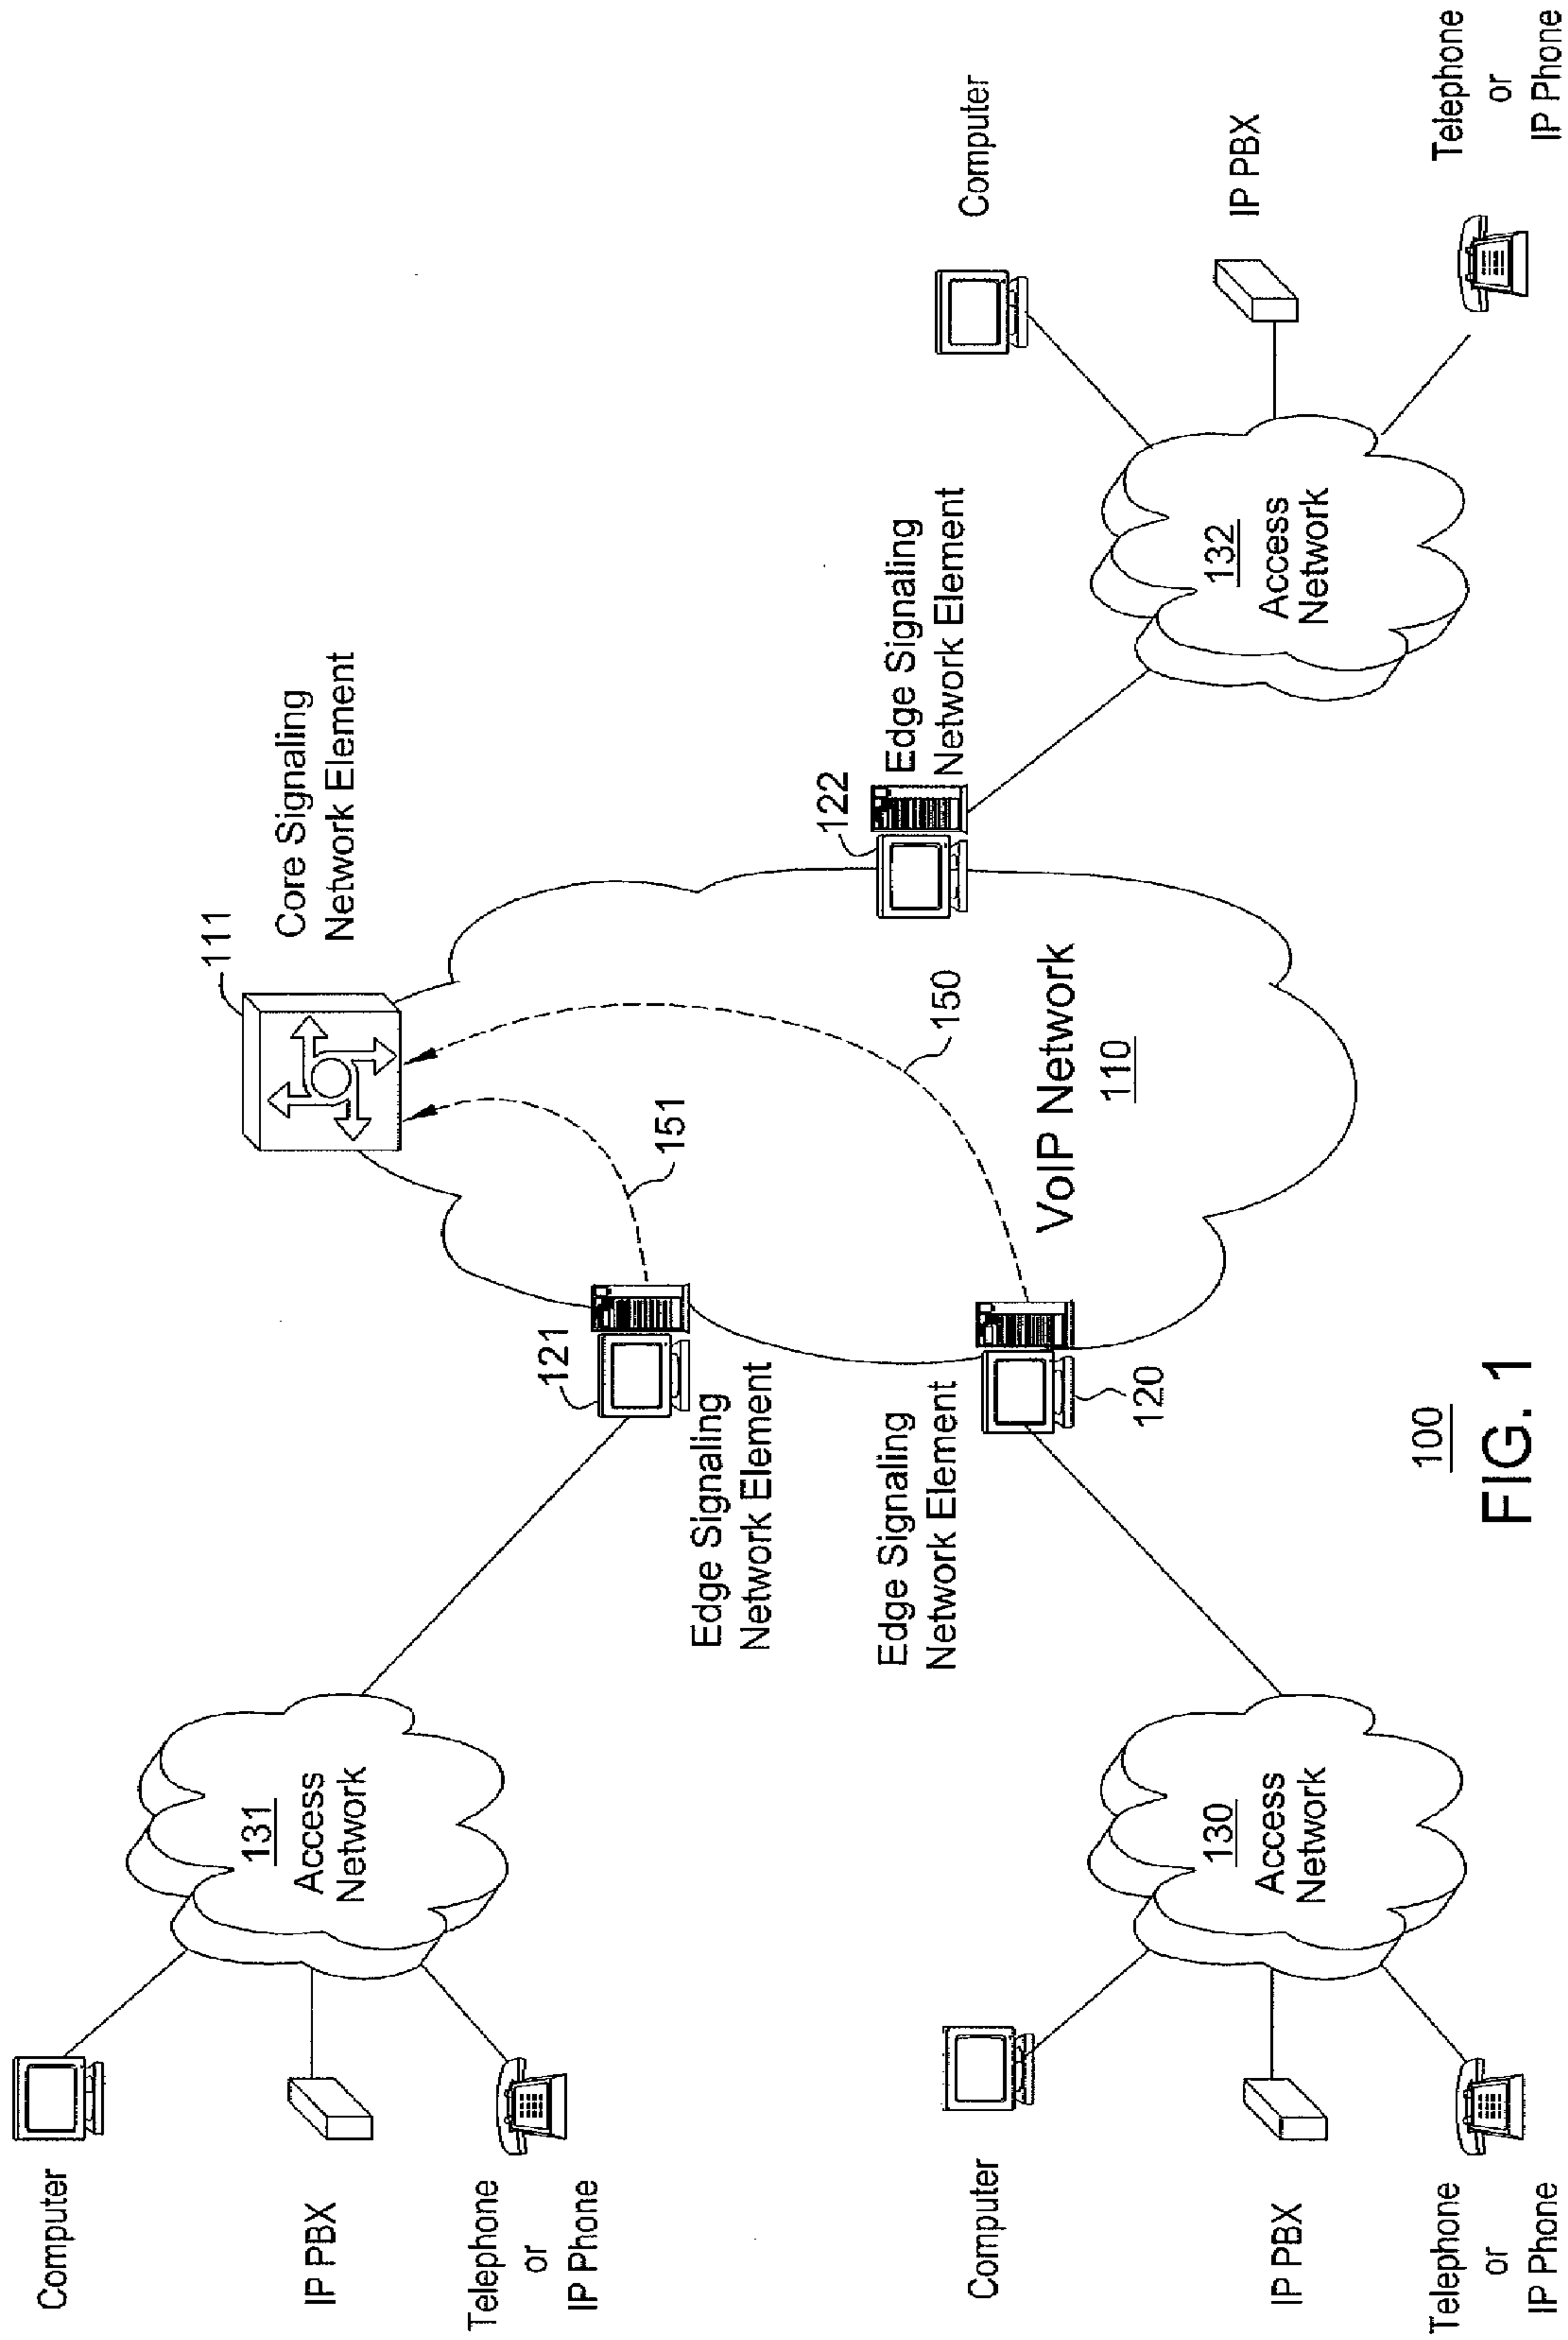 Computer
IP PBX
Telephone
or
IP Phone
131
Access
Network
121
Edge Signaling
Network Element
151
111
Core Signaling
Network Element
Computer
IP PBX
Telephone
or
IP Phone
130
Access
Network
Edge Signaling
Network Element
120
150
VoIP Network
110
122
Edge Signaling
Network Element
132
Access
Network
Computer
IP PBX
Telephone
or
IP Phone
100
FIG. 1